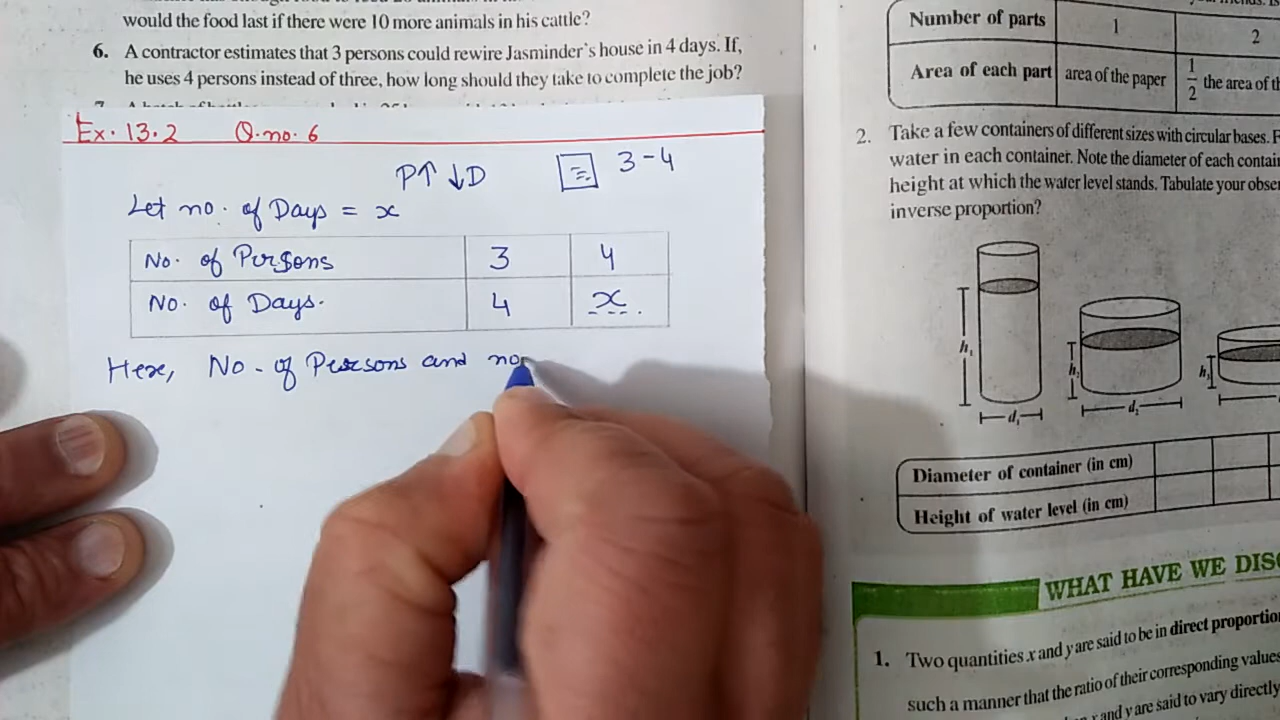 would the food last if there were 10 more animals in his cattle?
6. A contractor estimates that 3 persons could rewire Jasminder's house in 4 days. If,
he uses 4 persons instead of three, how long should they take to complete the job?
Ex. 13.2 Q.no. 6
P↑ ↓D 3-4
Let no. of Days = x
No. of Persons 3 4
No. of Days. 4 x
Here, No. of Persons and no
Number of parts 1 2
Area of each part area of the paper 1/2 the area of
2. Take a few containers of different sizes with circular bases.
water in each container. Note the diameter of each contai
height at which the water level stands. Tabulate your obse
inverse proportion?
h₁ d₁ h₂ d₂ h₃
Diameter of container (in cm)
Height of water level (in cm)
WHAT HAVE WE DISC
1. Two quantities x and y are said to be in direct proportio
such a manner that the ratio of their corresponding values
x and y are said to vary directly